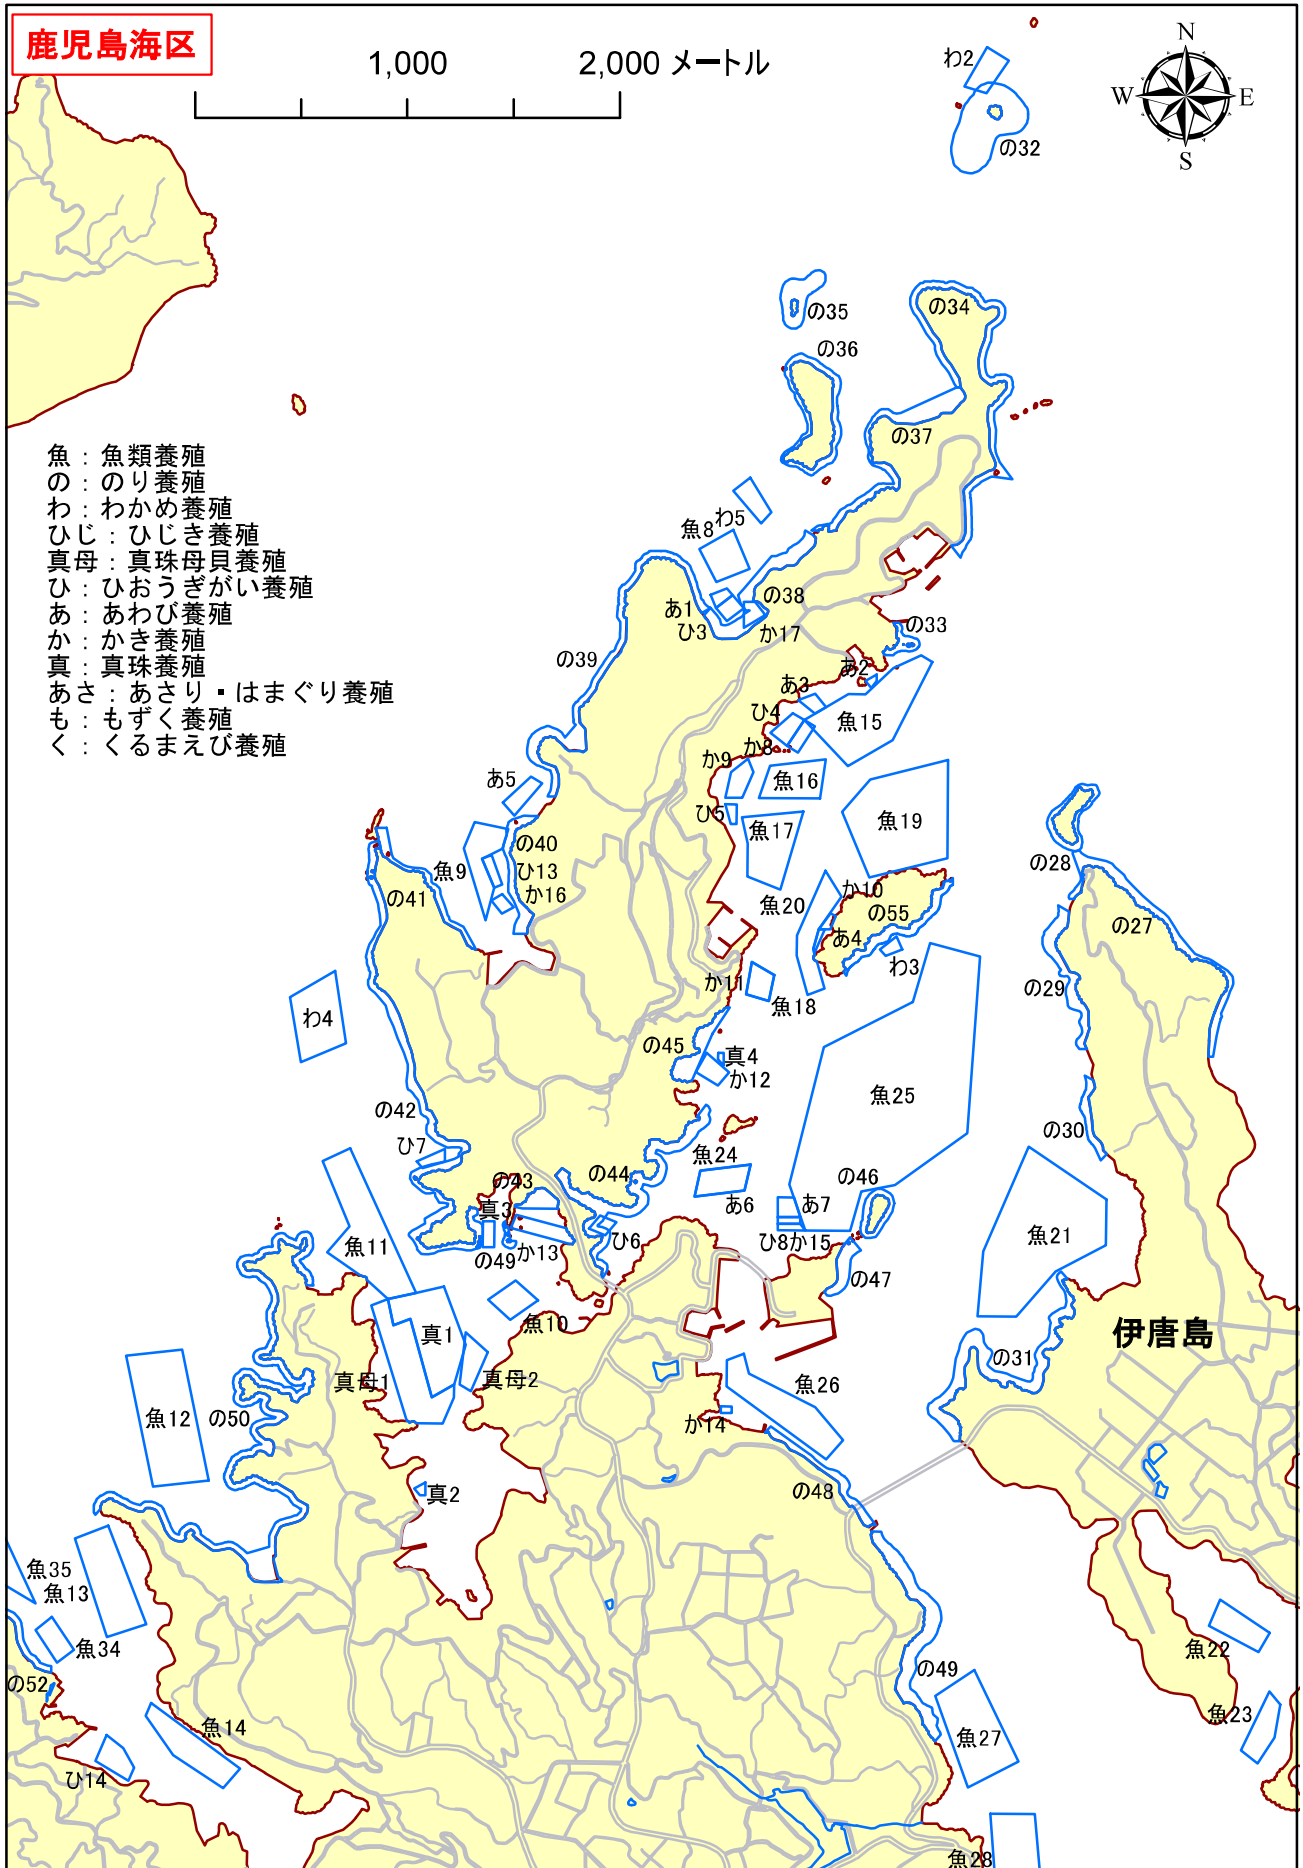 鹿児島海区
1,000
2,000 メートル
N
W
E
S
わ2
の32
の35
の34
の36
の37
魚：魚類養殖
の：のり養殖
わ：わかめ養殖
ひじ：ひじき養殖
真母：真珠母貝養殖
ひ：ひおうぎがい養殖
あ：あわび養殖
か：かき養殖
真：真珠養殖
あさ：あさり・はまぐり養殖
も：もずく養殖
く：くるまえび養殖
わ5
魚8
の38
あ1
ひ3
か17
の33
の39
あ2
あ3
ひ4
魚15
か8
か9
魚16
あ5
ひ5
魚17
魚19
の40
魚9
ひ13
か16
の41
の28
か10
の55
魚20
あ4
の27
わ3
か11
魚18
の29
わ4
の45
真4
か12
魚25
の42
の30
ひ7
魚24
の43
の44
の46
あ6
あ7
真3
魚11
の49
か13
ひ6
ひ8
か15
魚21
の47
魚10
真1
伊唐島
の31
真母1
真母2
魚26
魚12
の50
か14
真2
の48
魚35
魚13
魚34
魚22
の52
の49
魚14
魚23
魚27
ひ14
魚28